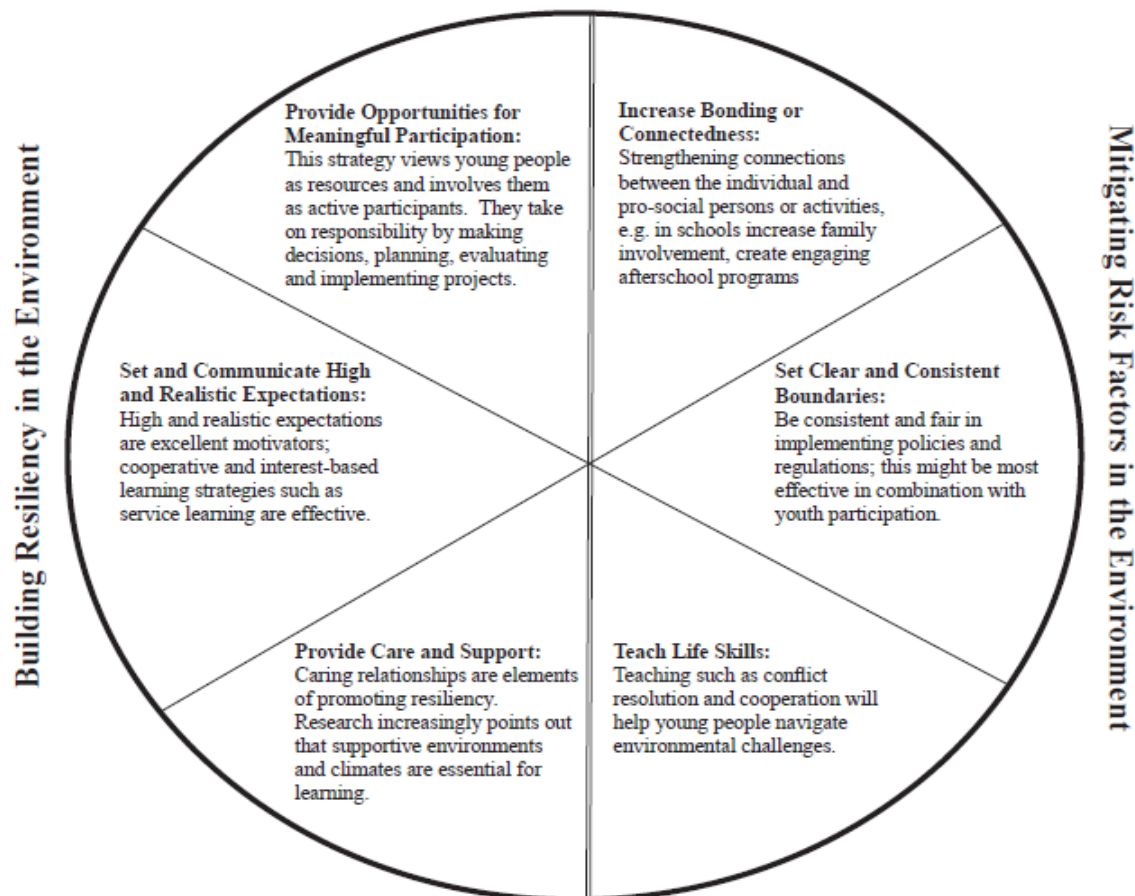 Building Resiliency in the Environment
Provide Opportunities for
Meaningful Participation:
This strategy views young people
as resources and involves them
as active participants.  They take
on responsibility by making
decisions, planning, evaluating
and implementing projects.
Increase Bonding or
Connectedness:
Strengthening connections
between the individual and
pro-social persons or activities,
e.g. in schools increase family
involvement, create engaging
afterschool programs
Set and Communicate High
and Realistic Expectations:
High and realistic expectations
are excellent motivators;
cooperative and interest-based
learning strategies such as
service learning are effective.
Set Clear and Consistent
Boundaries:
Be consistent and fair in
implementing policies and
regulations; this might be most
effective in combination with
youth participation.
Provide Care and Support:
Caring relationships are elements
of promoting resiliency.
Research increasingly points out
that supportive environments
and climates are essential for
learning.
Teach Life Skills:
Teaching such as conflict
resolution and cooperation will
help young people navigate
environmental challenges.
Mitigating Risk Factors in the Environment